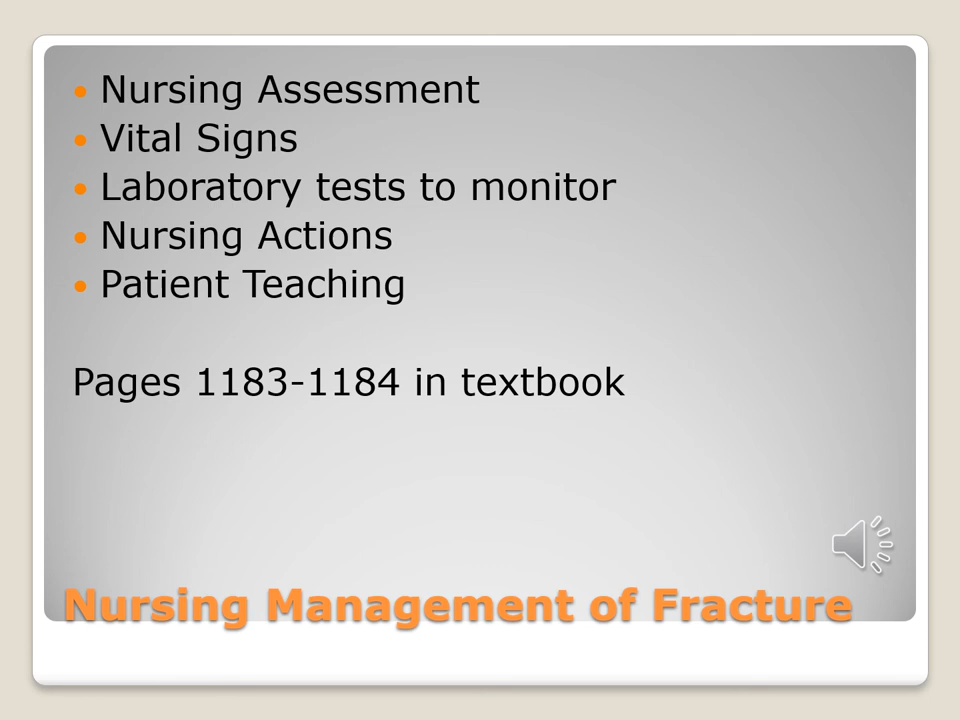 Nursing Assessment
Vital Signs
Laboratory tests to monitor
Nursing Actions
Patient Teaching
Pages 1183-1184 in textbook
Nursing Management of Fracture